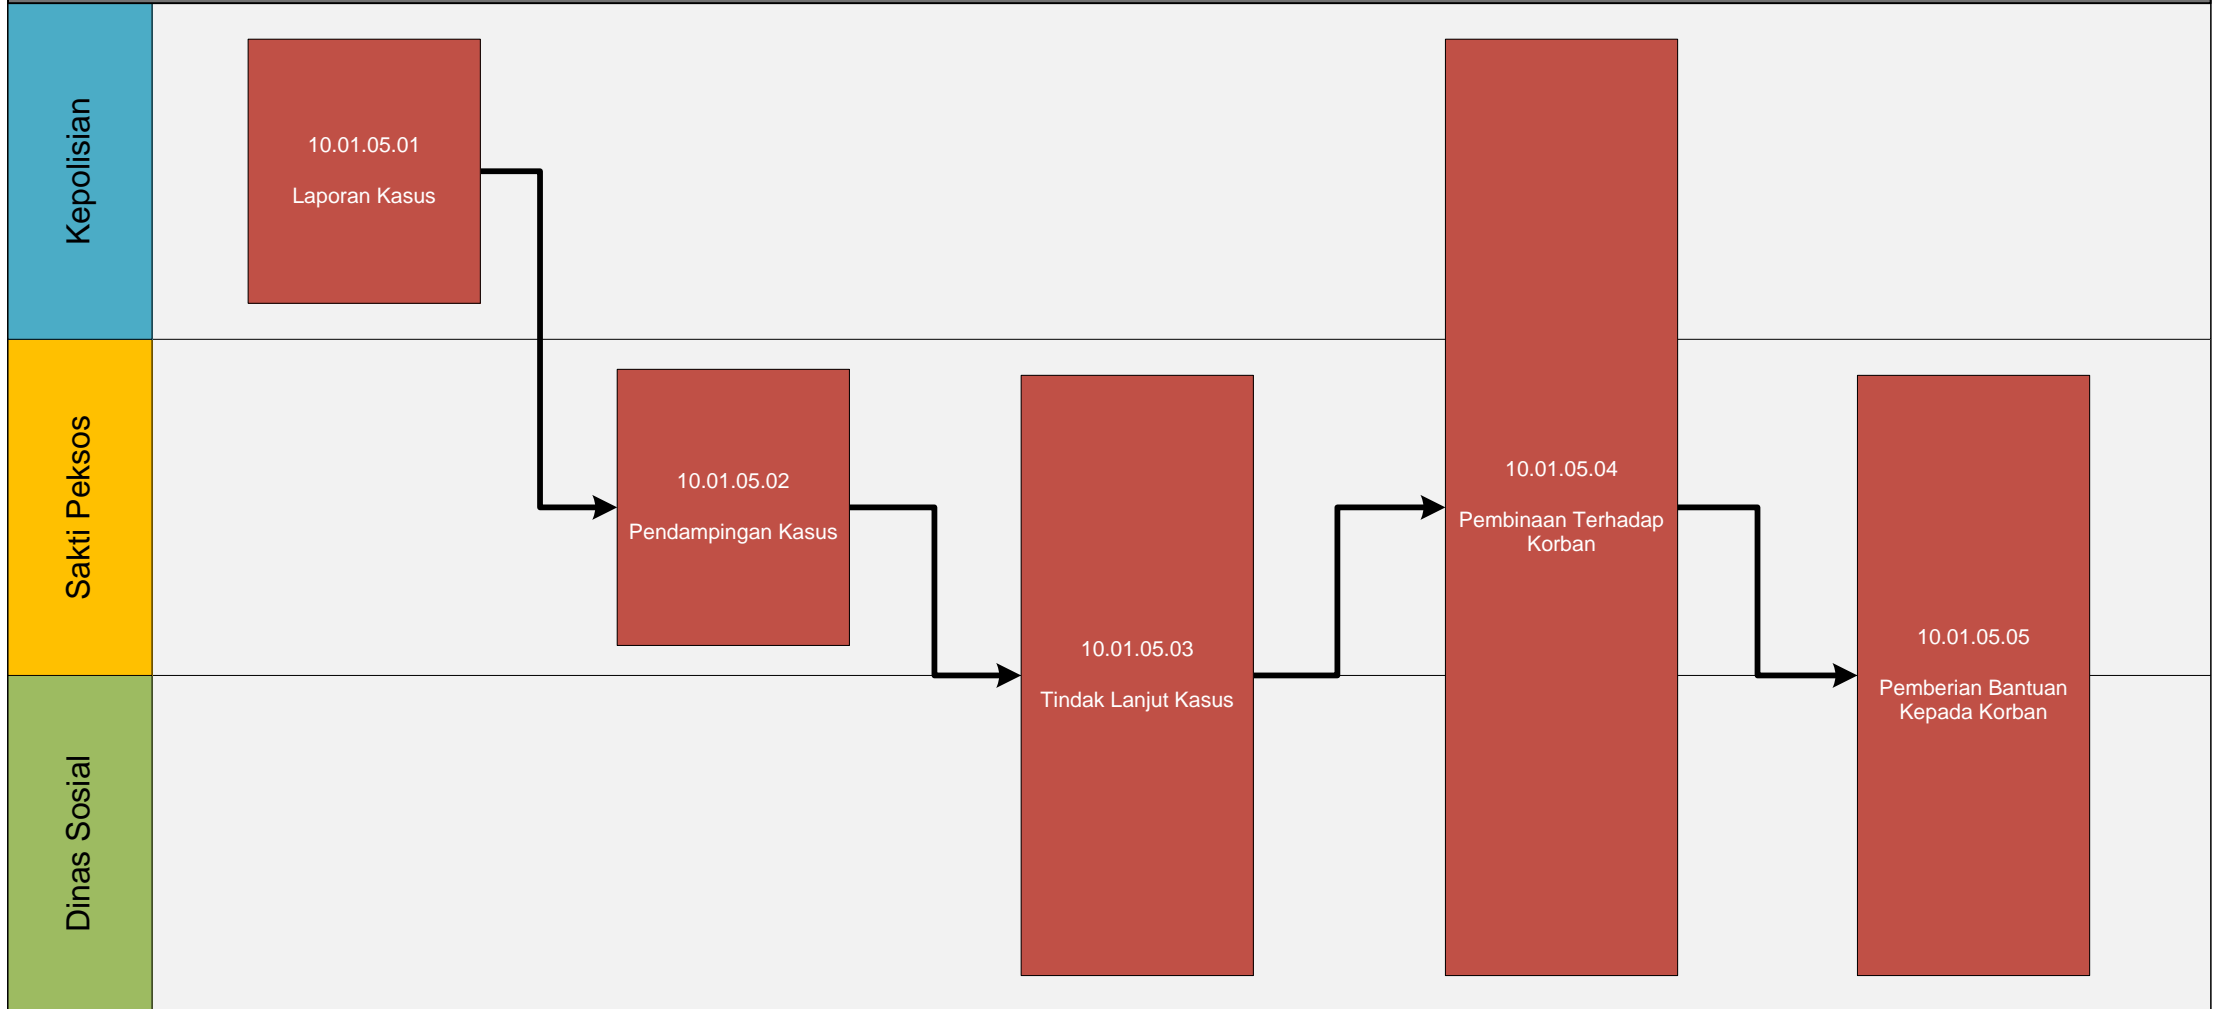 Kepolisian
10.01.05.01
Laporan Kasus
Sakti Peksos
10.01.05.02
Pendampingan Kasus
10.01.05.03
Tindak Lanjut Kasus
10.01.05.04
Pembinaan Terhadap
Korban
10.01.05.05
Pemberian Bantuan
Kepada Korban
Dinas Sosial